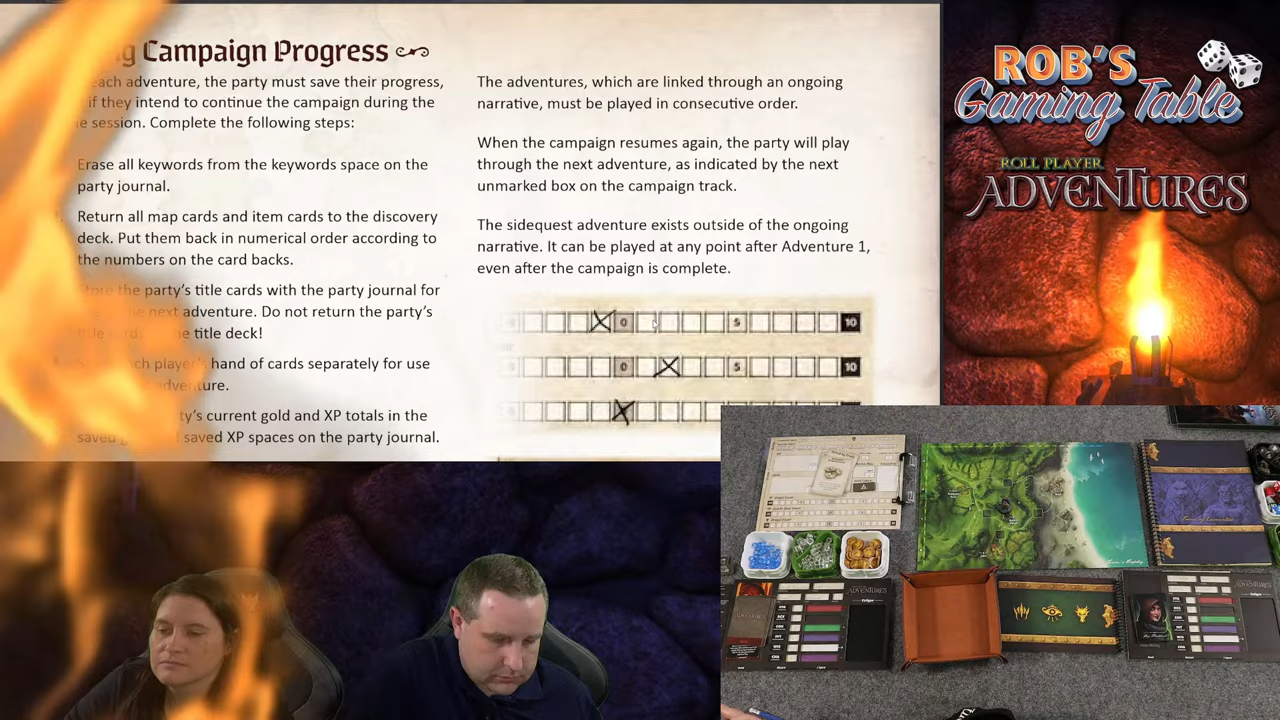 g Campaign Progress
each adventure, the party must save their progress,
if they intend to continue the campaign during the
e session. Complete the following steps:
Erase all keywords from the keywords space on the
party journal.
Return all map cards and item cards to the discovery
deck. Put them back in numerical order according to
the numbers on the card backs.
the party's title cards with the party journal for
next adventure. Do not return the party's
title deck!
player's hand of cards separately for use
adventure.
current gold and XP totals in the
saved saved XP spaces on the party journal.
The adventures, which are linked through an ongoing
narrative, must be played in consecutive order.
When the campaign resumes again, the party will play
through the next adventure, as indicated by the next
unmarked box on the campaign track.
The sidequest adventure exists outside of the ongoing
narrative. It can be played at any point after Adventure 1,
even after the campaign is complete.
0 5 10
0 5 10
10
ROB'S
Gaming Table
ROLL PLAYER
ADVENTURES